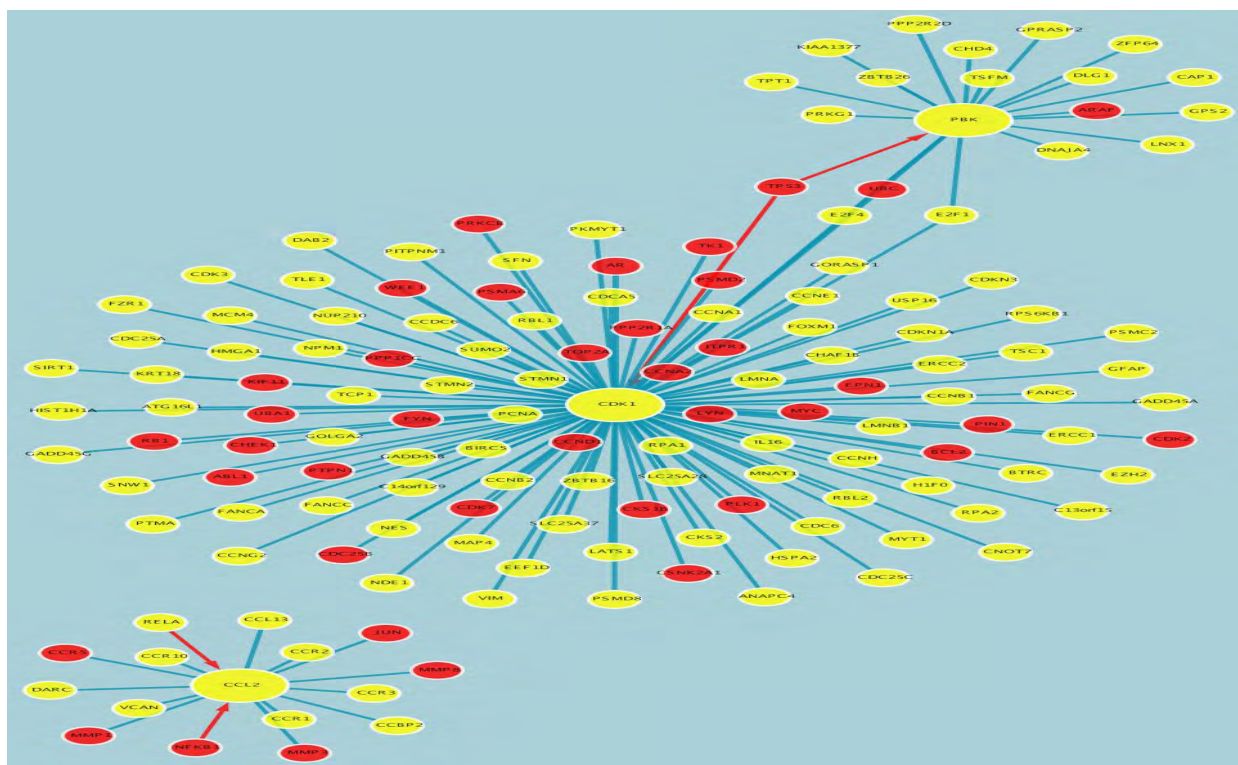 PPP2R2D
GPRASP2
KIAA1377
CHD4
ZFP64
TPT1
ZBTB26
TSFM
DLG1
CAP1
PRKG1
PBK
ARAF
GPS2
DNAJA4
LNX1
TP53
UBC
E2F4
E2F1
PRKCB
PKMYT1
DAB2
PITPNM1
SFN
AR
TK1
GORASP1
CDK3
TLE1
WEE1
PSMA6
CDCA5
PSMD2
CCNE1
USP16
CDKN3
FZR1
MCM4
NUP210
CCDC6
RBL1
PPP2R1A
CCNA1
FOXM1
CDKN1A
RPS6KB1
CDC25A
HMGA1
NPM1
PPP1CC
SUMO2
TOP2A
ITPR1
CHAF1B
ERCC2
TSC1
PSMC2
SIRT1
KRT18
KIF11
STMN2
STMN1
CCNA2
LMNA
EPN1
GFAP
TCP1
CCNB1
FANCG
GADD45A
HIST1H1A
ATG16L1
UBA1
FYN
PCNA
CDK1
LYN
MYC
LMNB1
PIN1
ERCC1
CDK2
RB1
CHEK1
GOLGA2
BIRC5
CCND1
RPA1
IL16
CCNH
BCL2
GADD45G
GADD45B
SNW1
ABL1
PTPN1
C14orf129
CCNB2
ZBTB16
SLC25A28
MNAT1
H1F0
BTRC
EZH2
PTMA
FANCA
FANCC
CDK7
CKS1B
PLK1
RBL2
RPA2
C13orf15
NES
SLC25A37
CDC6
CCNG2
CDC25B
MAP4
LATS1
CKS2
HSPA2
MYT1
CNOT7
NDE1
EEF1D
CSNK2A1
CDC25C
VIM
PSMD8
ANAPC4
RELA
CCL13
JUN
CCR5
CCR10
CCR2
MMP8
DARC
CCL2
CCR3
VCAN
CCR1
CCBP2
MMP1
NFKB1
MMP3